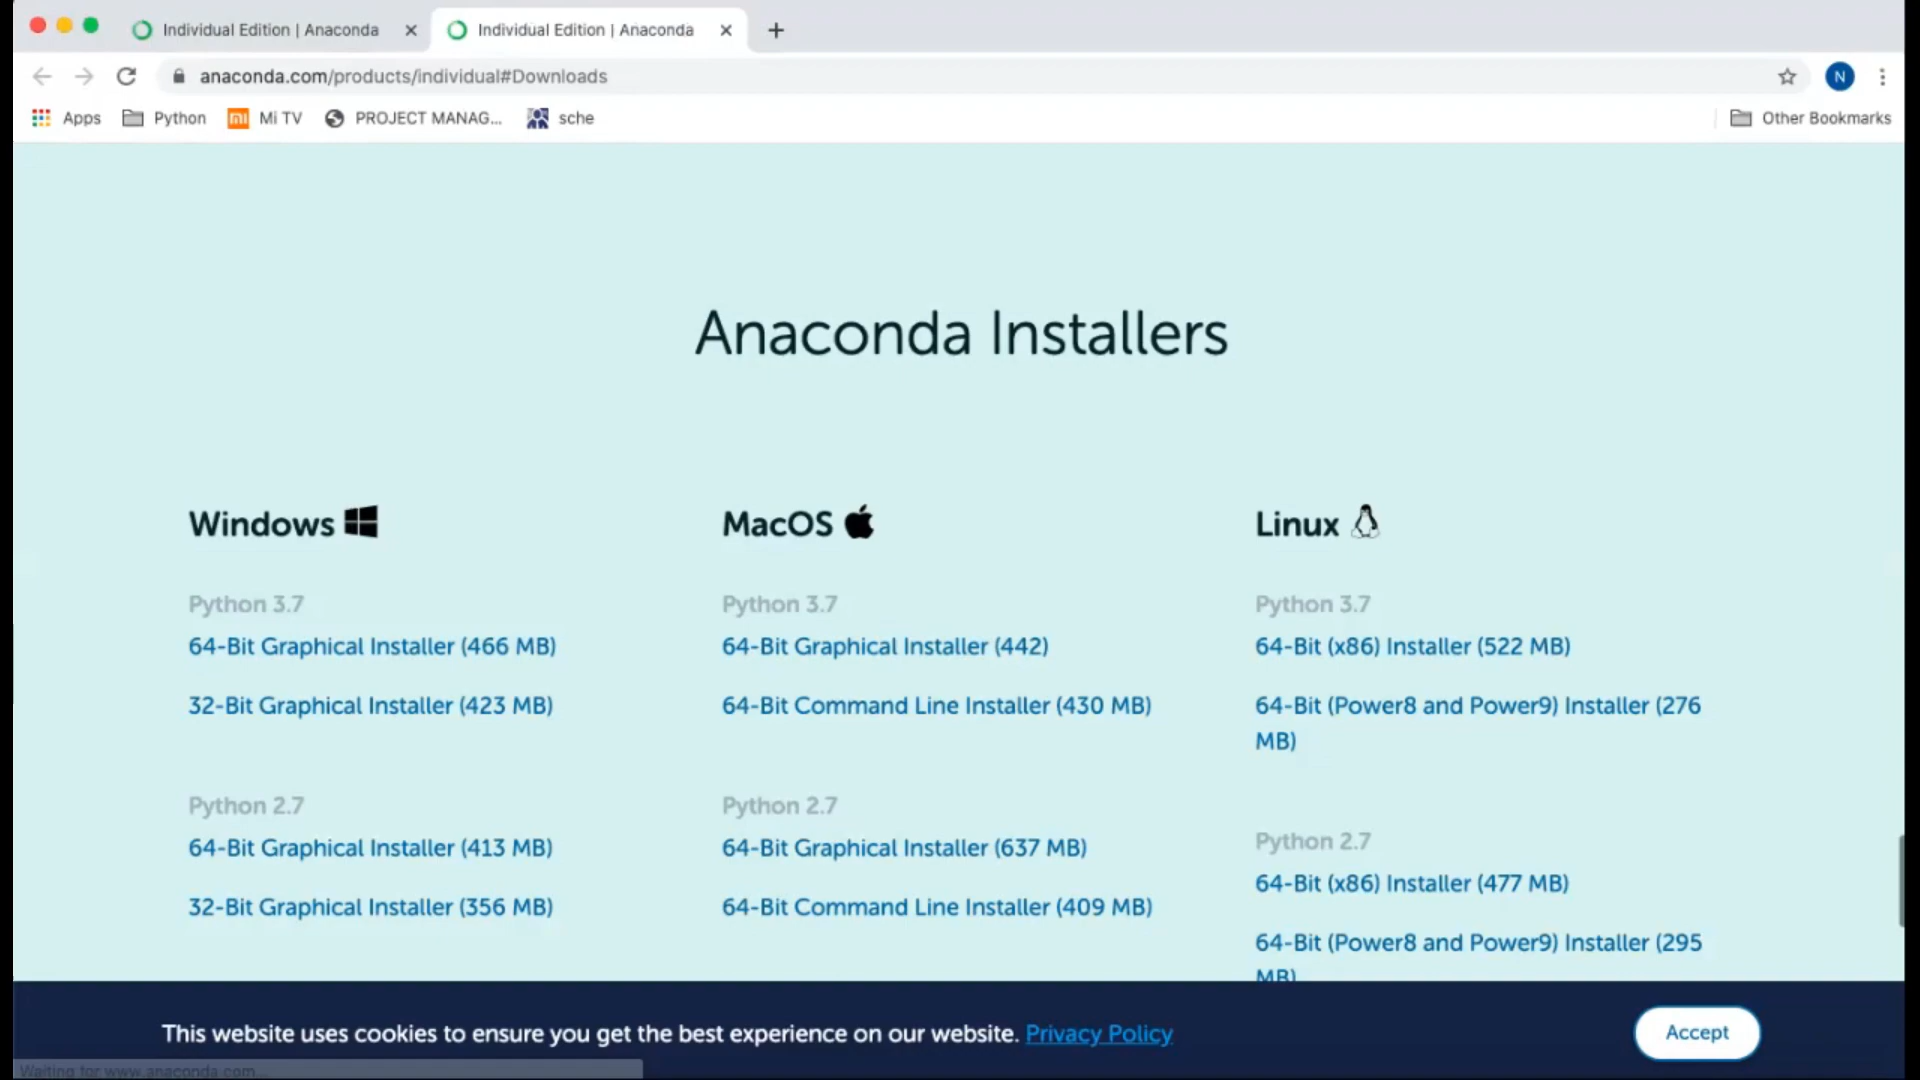 Individual Edition | Anaconda
Individual Edition | Anaconda
anaconda.com/products/individual#Downloads
N
Apps
Python
mi
Mi TV
PROJECT MANAG...
sche
Other Bookmarks
Anaconda Installers
Windows
Python 3.7
64-Bit Graphical Installer (466 MB)
32-Bit Graphical Installer (423 MB)
Python 2.7
64-Bit Graphical Installer (413 MB)
32-Bit Graphical Installer (356 MB)
MacOS
Python 3.7
64-Bit Graphical Installer (442)
64-Bit Command Line Installer (430 MB)
Python 2.7
64-Bit Graphical Installer (637 MB)
64-Bit Command Line Installer (409 MB)
Linux
Python 3.7
64-Bit (x86) Installer (522 MB)
64-Bit (Power8 and Power9) Installer (276
MB)
Python 2.7
64-Bit (x86) Installer (477 MB)
64-Bit (Power8 and Power9) Installer (295
MB)
This website uses cookies to ensure you get the best experience on our website. Privacy Policy
Accept
Waiting for www.anaconda.com...